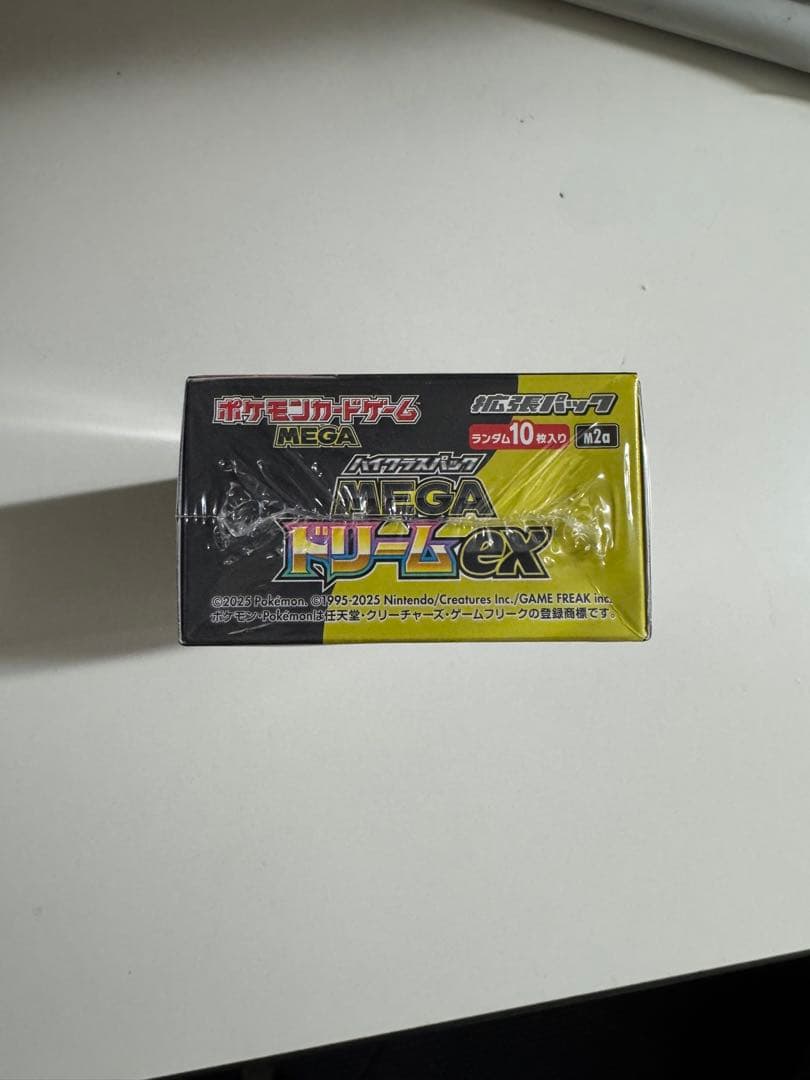 ポケモンカードゲーム
MEGA
拡張パック
ランダム10枚入り M2a
ハイクラスパック
MEGA
ドリームex
©2025 Pokémon. ©1995-2025 Nintendo/Creatures Inc./GAME FREAK inc.
ポケモン・Pokémonは任天堂・クリーチャーズ・ゲームフリークの登録商標です。